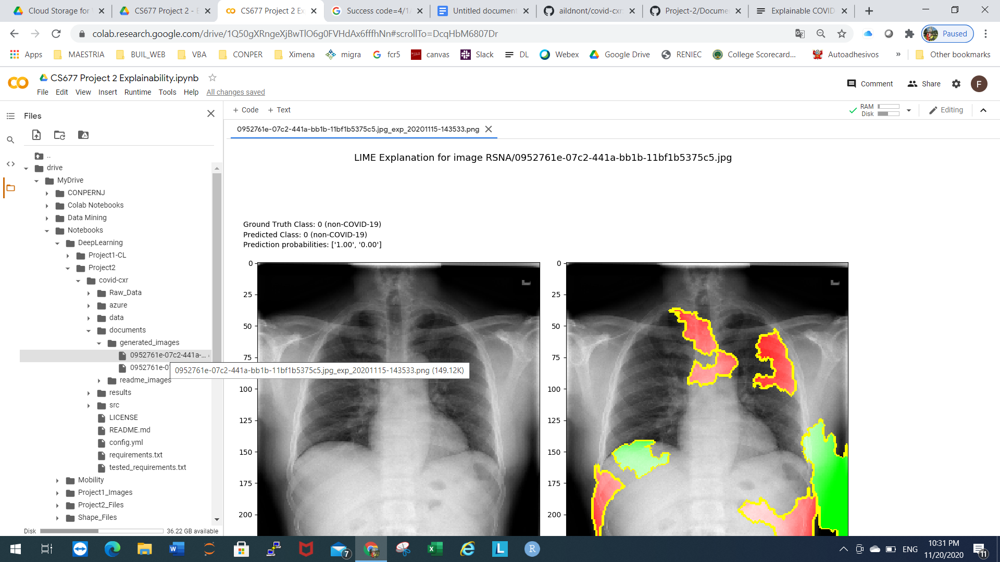 Cloud Storage for
CS677 Project 2 -
CS677 Project 2 Ex
Success code=4/1
Untitled document
aildnont/covid-cxr
Project-2/Docume
Explainable COVID
colab.research.google.com/drive/1Q50gXRngeXjBwTlO6g0FVHdAx6fffhNn#scrollTo=DcqHbM6807Dr
Paused
Apps
MAESTRIA
BUIL_WEB
VBA
CONPER
Ximena
migra
fcr5
canvas
Slack
DL
Webex
Google Drive
RENIEC
College Scorecard...
Autoadhesivos
»
Other bookmarks
CS677 Project 2 Explainability.ipynb
Comment
Share
F
File Edit View Insert Runtime Tools Help All changes saved
Files
+ Code + Text
RAM
Disk
Editing
0952761e-07c2-441a-bb1b-11bf1b5375c5.jpg_exp_20201115-143533.png
..
drive
MyDrive
CONPERNJ
Colab Notebooks
Data Mining
Notebooks
DeepLearning
Project1-CL
Project2
covid-cxr
Raw_Data
azure
data
documents
generated_images
0952761e-07c2-441a-...
0952761e-0
0952761e-07c2-441a-bb1b-11bf1b5375c5.jpg_exp_20201115-143533.png (149.12K)
readme_images
results
src
LICENSE
README.md
config.yml
requirements.txt
tested_requirements.txt
Mobility
Project1_Images
Project2_Files
Shape_Files
Disk
36.22 GB available
LIME Explanation for image RSNA/0952761e-07c2-441a-bb1b-11bf1b5375c5.jpg
Ground Truth Class: 0 (non-COVID-19)
Predicted Class: 0 (non-COVID-19)
Prediction probabilities: ['1.00', '0.00']
0
25
50
75
100
125
150
175
200
0
25
50
75
100
125
150
175
200
L
L
7
ENG
10:31 PM
11/20/2020
11